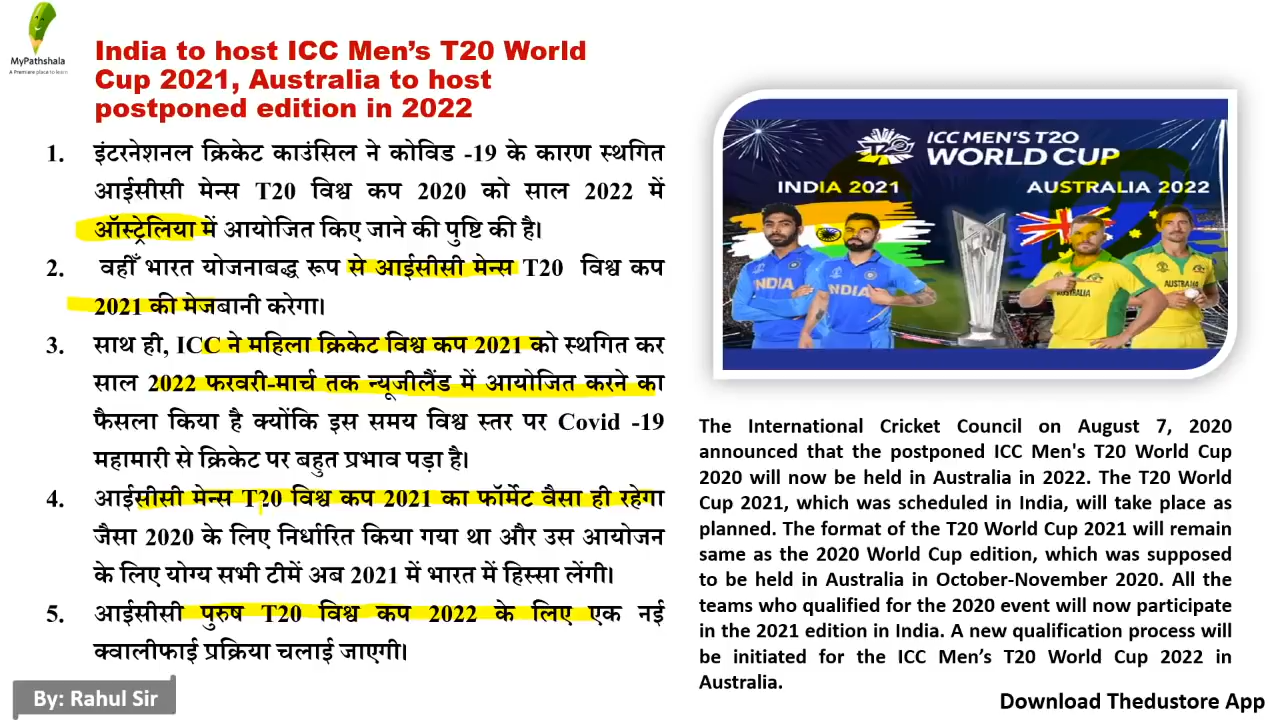 MyPathshala
A Premiere place to learn
India to host ICC Men's T20 World
Cup 2021, Australia to host
postponed edition in 2022
1. इंटरनेशनल क्रिकेट काउंसिल ने कोविड -19 के कारण स्थगित
आईसीसी मेन्स T20 विश्व कप 2020 को साल 2022 में
ऑस्ट्रेलिया में आयोजित किए जाने की पुष्टि की है।
2. वहीँ भारत योजनाबद्ध रूप से आईसीसी मेन्स T20 विश्व कप
2021 की मेजबानी करेगा।
3. साथ ही, ICC ने महिला क्रिकेट विश्व कप 2021 को स्थगित कर
साल 2022 फरवरी-मार्च तक न्यूजीलैंड में आयोजित करने का
फैसला किया है क्योंकि इस समय विश्व स्तर पर Covid -19
महामारी से क्रिकेट पर बहुत प्रभाव पड़ा है।
4. आईसीसी मेन्स T20 विश्व कप 2021 का फॉर्मेट वैसा ही रहेगा
जैसा 2020 के लिए निर्धारित किया गया था और उस आयोजन
के लिए योग्य सभी टीमें अब 2021 में भारत में हिस्सा लेंगी।
5. आईसीसी पुरुष T20 विश्व कप 2022 के लिए एक नई
क्वालीफाई प्रक्रिया चलाई जाएगी।
By: Rahul Sir
T20
ICC MEN'S T20
WORLD CUP
INDIA 2021
AUSTRALIA 2022
INDIA
INDIA
AUSTRALIA
AUSTRALIA
The International Cricket Council on August 7, 2020
announced that the postponed ICC Men's T20 World Cup
2020 will now be held in Australia in 2022. The T20 World
Cup 2021, which was scheduled in India, will take place as
planned. The format of the T20 World Cup 2021 will remain
same as the 2020 World Cup edition, which was supposed
to be held in Australia in October-November 2020. All the
teams who qualified for the 2020 event will now participate
in the 2021 edition in India. A new qualification process will
be initiated for the ICC Men's T20 World Cup 2022 in
Australia.
Download Thedustore App